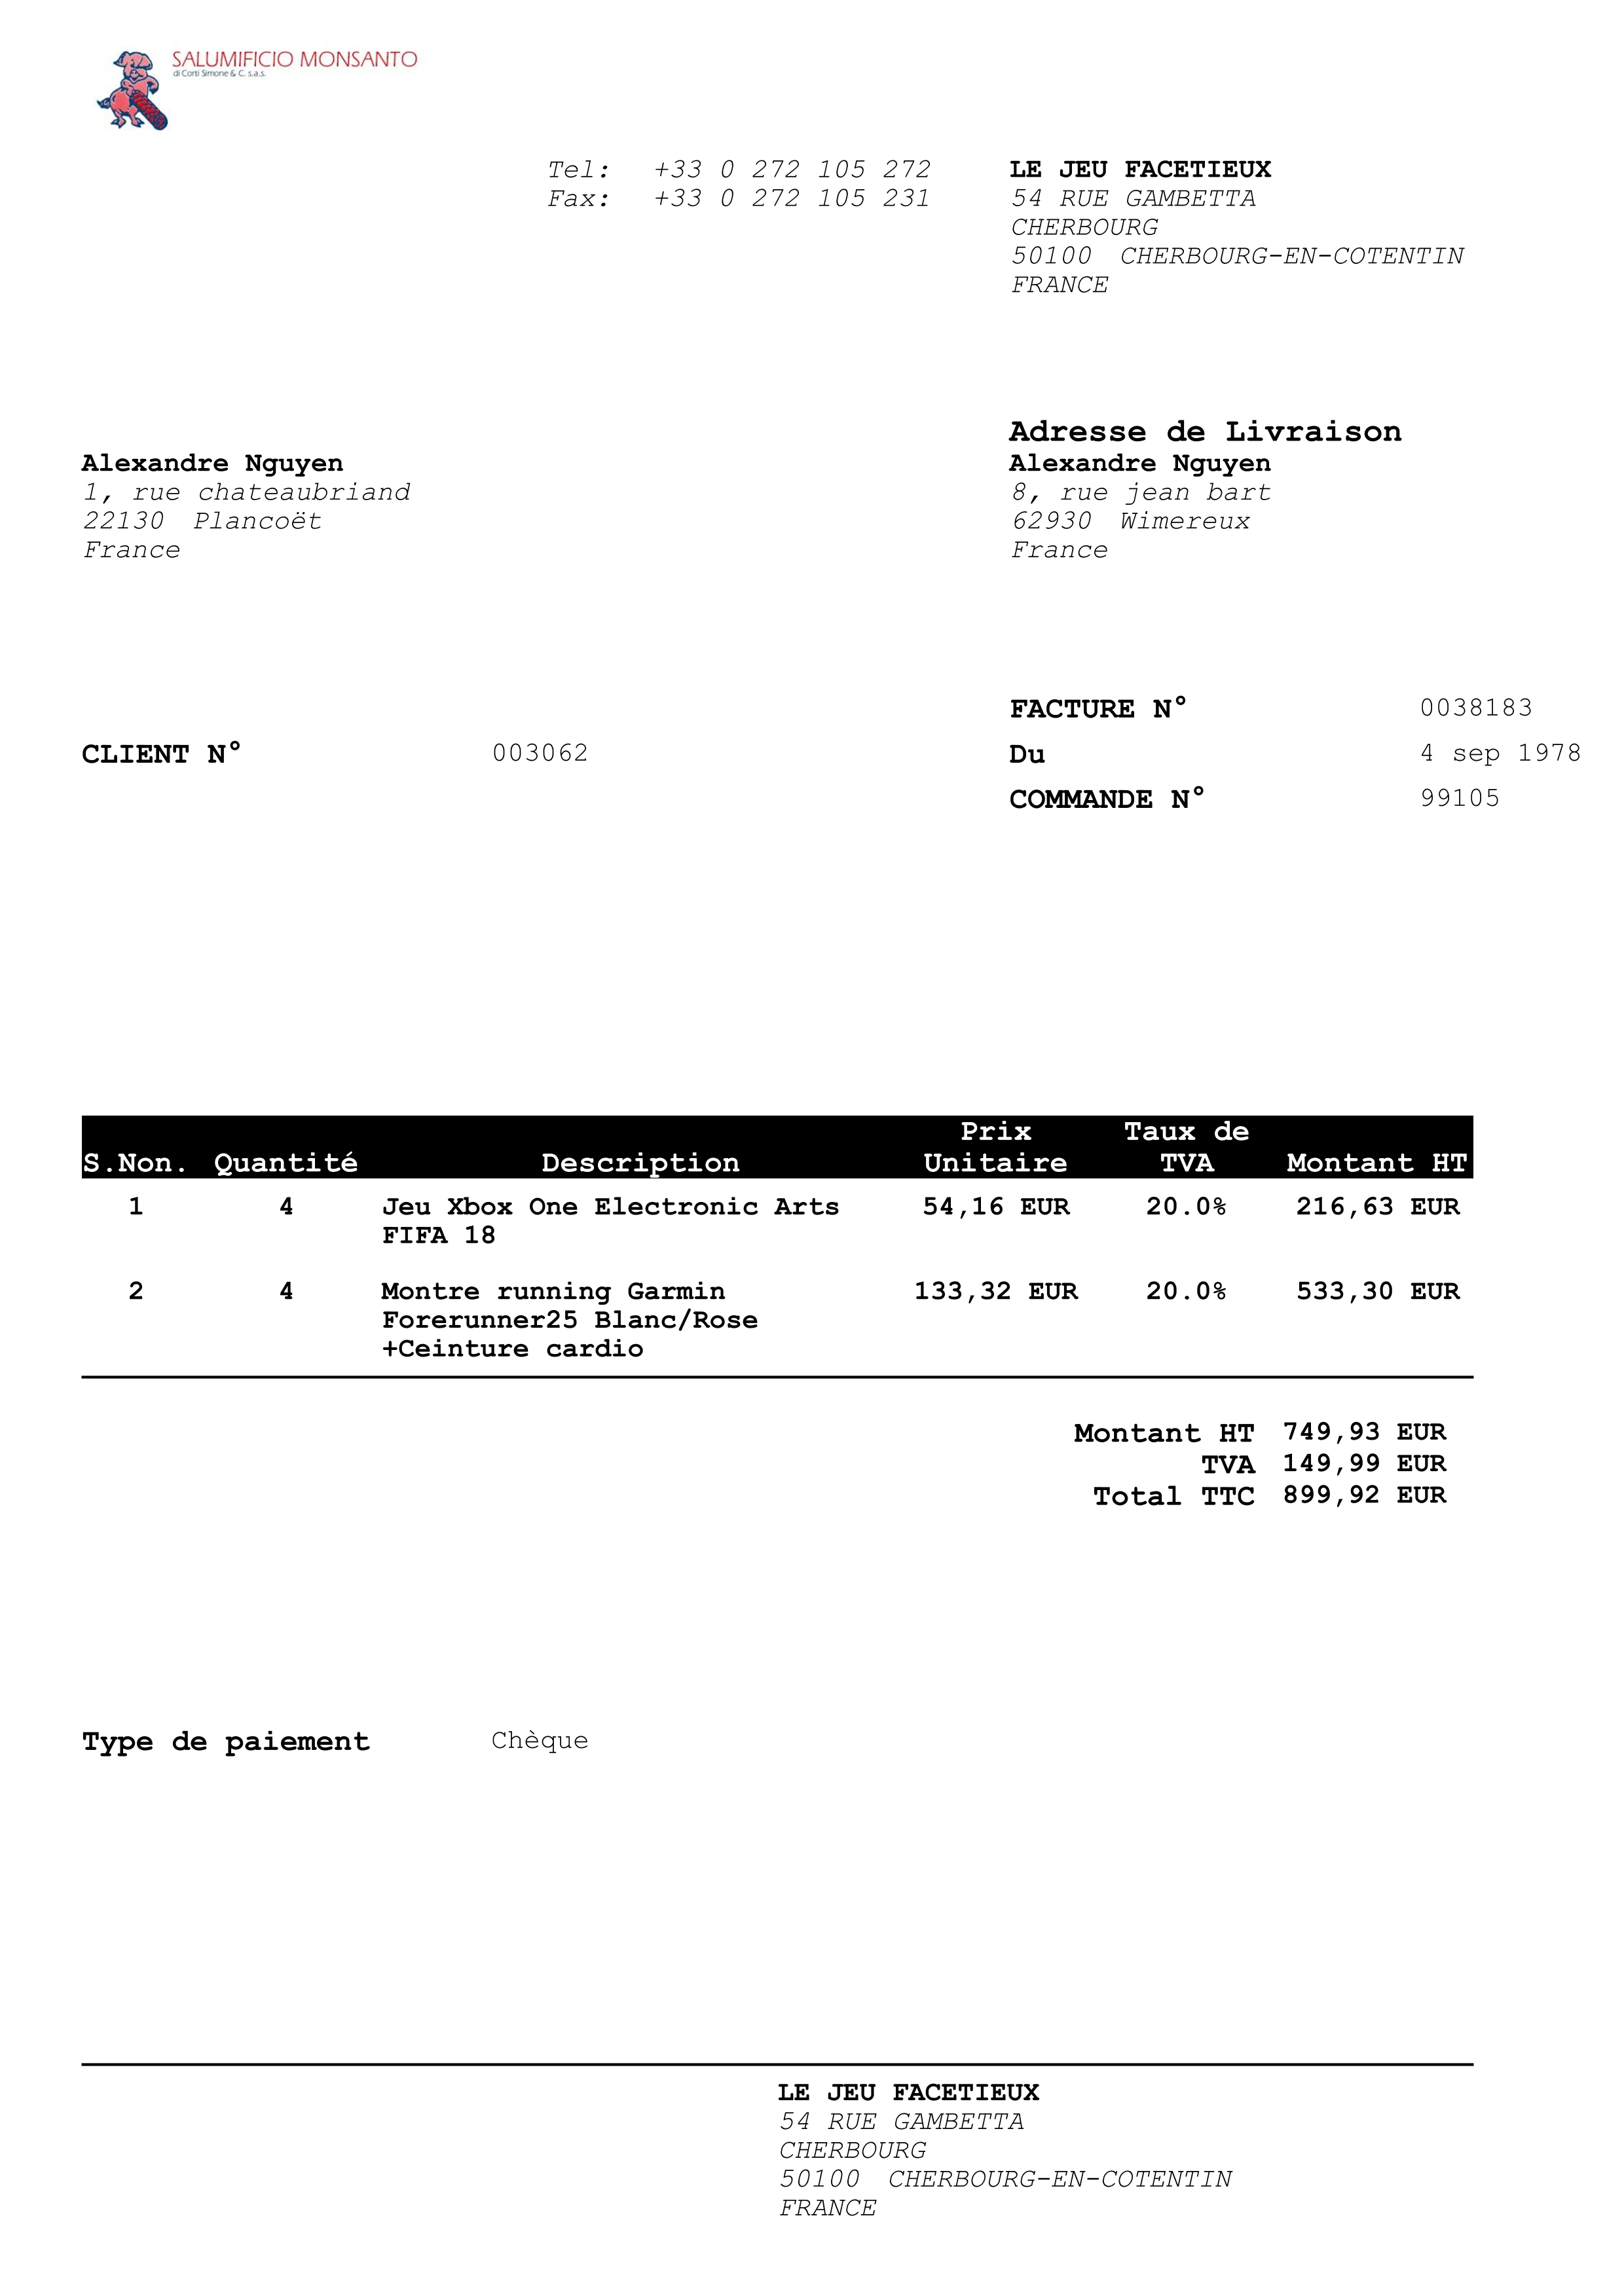 SALUMIFICIO MONSANTO
di Corti Simone & C. s.a.s.
Tel: +33 0 272 105 272
Fax: +33 0 272 105 231
LE JEU FACETIEUX
54 RUE GAMBETTA
CHERBOURG
50100 CHERBOURG-EN-COTENTIN
FRANCE
Alexandre Nguyen
1, rue chateaubriand
22130 Plancoët
France
Adresse de Livraison
Alexandre Nguyen
8, rue jean bart
62930 Wimereux
France
FACTURE N° 0038183
CLIENT N° 003062
Du 4 sep 1978
COMMANDE N° 99105
S.Non. Quantité Description Prix Unitaire Taux de TVA Montant HT
1 4 Jeu Xbox One Electronic Arts 54,16 EUR 20.0% 216,63 EUR
FIFA 18
2 4 Montre running Garmin 133,32 EUR 20.0% 533,30 EUR
Forerunner25 Blanc/Rose
+Ceinture cardio
Montant HT 749,93 EUR
TVA 149,99 EUR
Total TTC 899,92 EUR
Type de paiement Chèque
LE JEU FACETIEUX
54 RUE GAMBETTA
CHERBOURG
50100 CHERBOURG-EN-COTENTIN
FRANCE